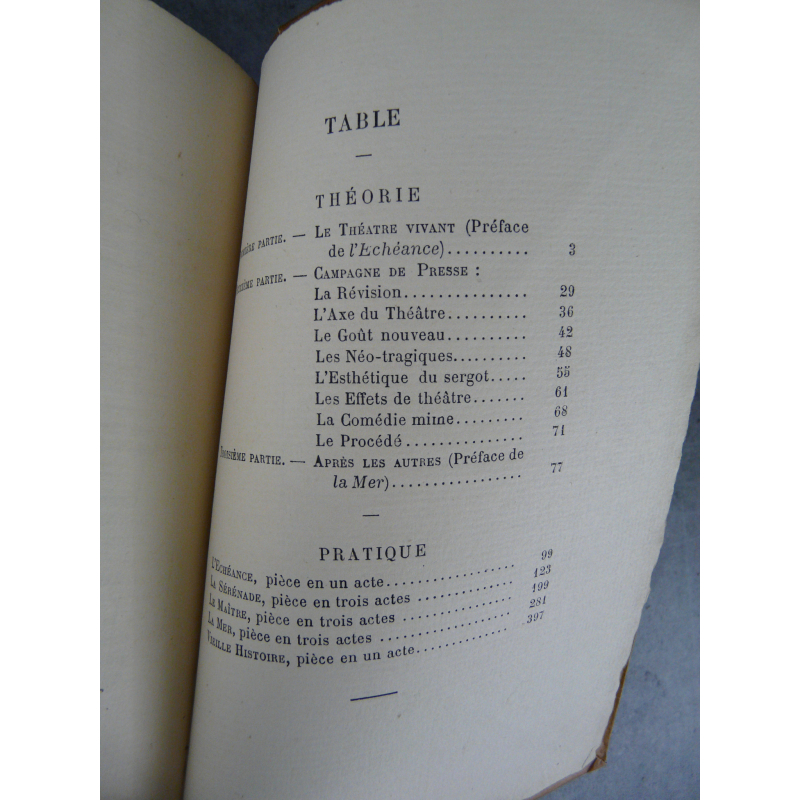 TABLE
THÉORIE
PARTIE. — LE THÉATRE VIVANT (Préface
de l'Echéance).......... 3
PARTIE. — CAMPAGNE DE PRESSE :
La Révision............... 29
L'Axe du Théâtre.......... 36
Le Goût nouveau.......... 42
Les Néo-tragiques......... 48
L'Esthétique du sergot..... 55
Les Effets de théâtre....... 61
La Comédie mime......... 68
Le Procédé.............. 71
TROISIÈME PARTIE. — APRÈS LES AUTRES (Préface de
la Mer)................. 77
PRATIQUE
L'ECHÉANCE, pièce en un acte.................. 99
LA SÉRÉNADE, pièce en trois actes .............. 123
LE MAÎTRE, pièce en trois actes ............... 199
LA MER, pièce en trois actes .................. 281
VIEILLE HISTOIRE, pièce en un acte............. 397